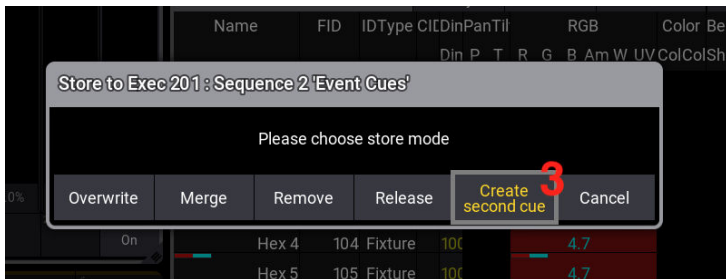 Name FID IDType CIDDinPanTilt RGB Color Be
Din P T R G B Am W UV ColColSh
Store to Exec 201 : Sequence 2 'Event Cues'
Please choose store mode
3
Overwrite Merge Remove Release Create second cue Cancel
On
Hex 4 104 Fixture 100 4.7
Hex 5 105 Fixture 100 4.7